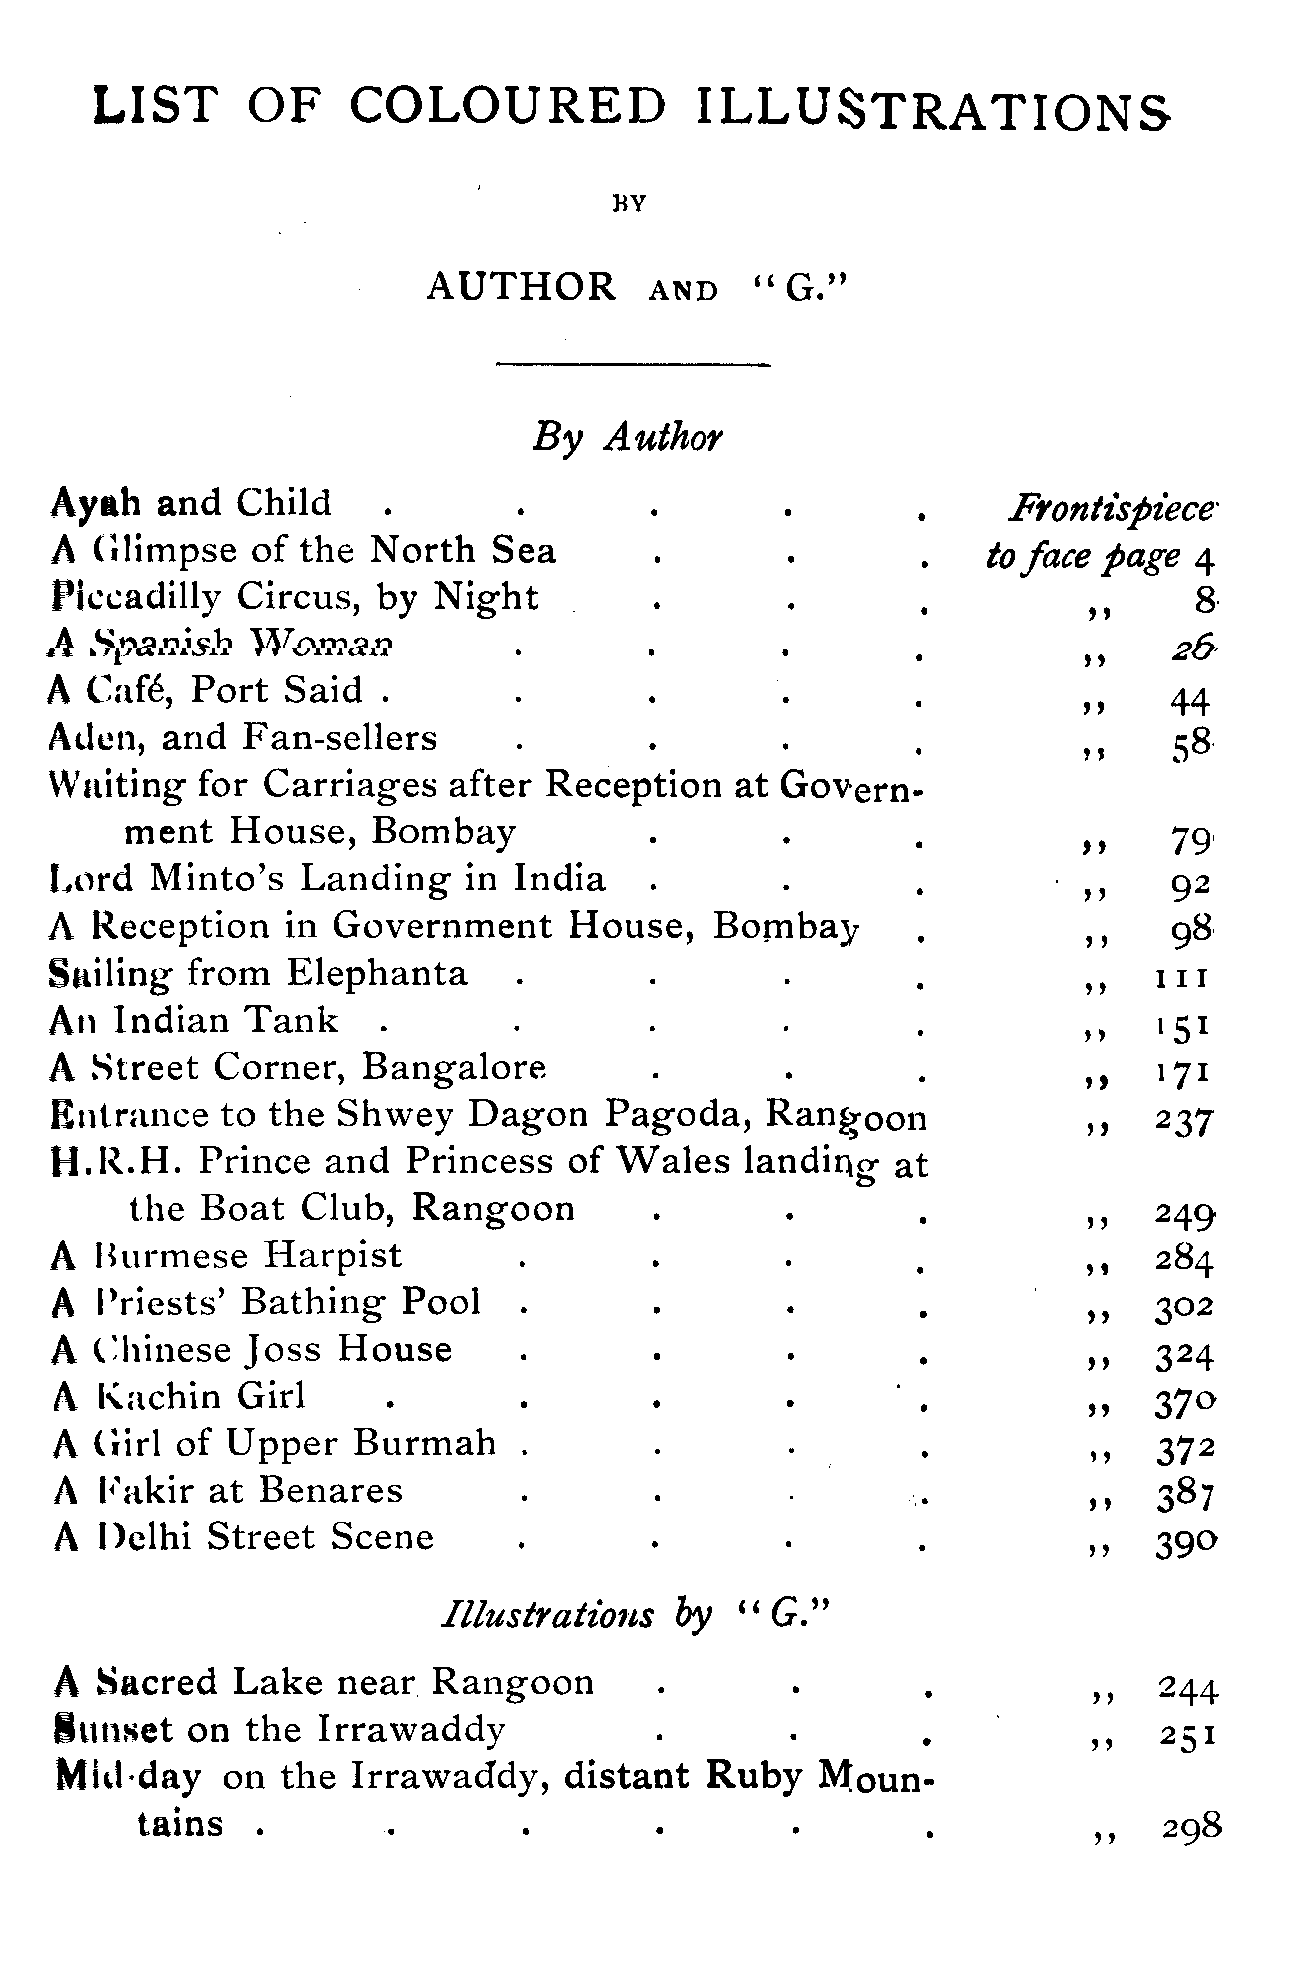 LIST OF COLOURED ILLUSTRATIONS
BY
AUTHOR AND "G."
By Author
Ayah and Child . . . . . Frontispiece
A Glimpse of the North Sea . . . to face page 4
Piccadilly Circus, by Night . . . ,, 8
A Spanish Woman . . . . ,, 26
A Café, Port Said . . . . . ,, 44
Aden, and Fan-sellers . . . . ,, 58
Waiting for Carriages after Reception at Govern-
ment House, Bombay . . . ,, 79
Lord Minto's Landing in India . . . ,, 92
A Reception in Government House, Bombay . ,, 98
Sailing from Elephanta . . . . ,, 111
An Indian Tank . . . . . ,, 151
A Street Corner, Bangalore . . . ,, 171
Entrance to the Shwey Dagon Pagoda, Rangoon ,, 237
H.R.H. Prince and Princess of Wales landing at
the Boat Club, Rangoon . . . ,, 249
A Burmese Harpist . . . . ,, 284
A Priests' Bathing Pool . . . . ,, 302
A Chinese Joss House . . . . ,, 324
A Kachin Girl . . . . . ,, 370
A Girl of Upper Burmah . . . . ,, 372
A Fakir at Benares . . . . ,, 387
A Delhi Street Scene . . . . ,, 390
Illustrations by "G."
A Sacred Lake near Rangoon . . . ,, 244
Sunset on the Irrawaddy . . . ,, 251
Mid-day on the Irrawaddy, distant Ruby Moun-
tains . . . . . . ,, 298